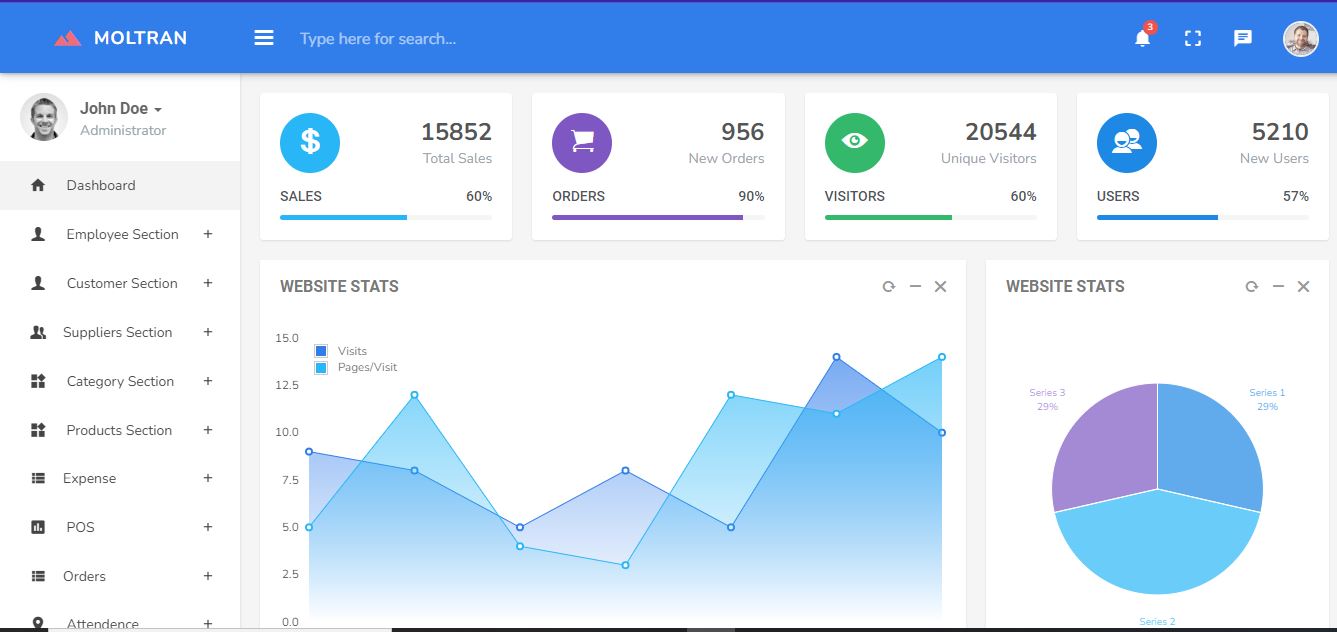 MOLTRAN
Type here for search...
3
John Doe
Administrator
Dashboard
Employee Section +
Customer Section +
Suppliers Section +
Category Section +
Products Section +
Expense +
POS +
Orders +
Attendence +
$
15852
Total Sales
SALES 60%
956
New Orders
ORDERS 90%
20544
Unique Visitors
VISITORS 60%
5210
New Users
USERS 57%
WEBSITE STATS
Visits
Pages/Visit
15.0
12.5
10.0
7.5
5.0
2.5
0.0
WEBSITE STATS
Series 3
29%
Series 1
29%
Series 2